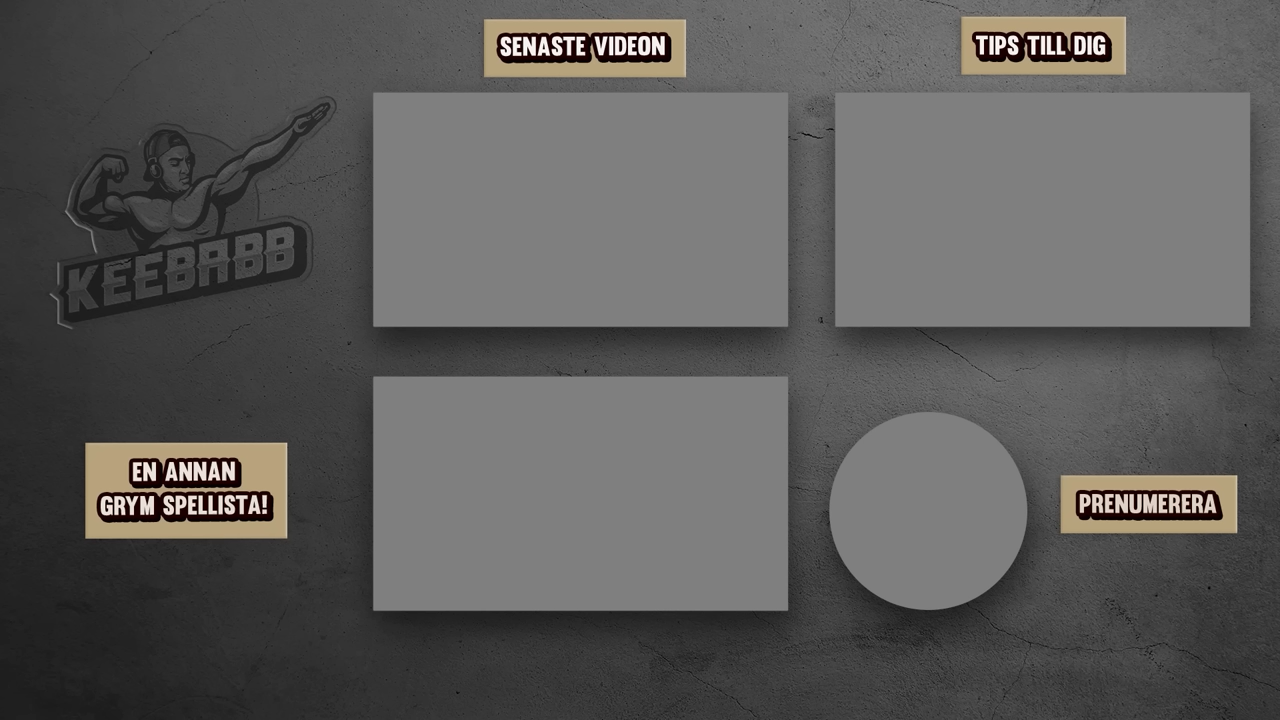 SENASTE VIDEON
TIPS TILL DIG
KEEBABB
EN ANNAN
GRYM SPELLISTA!
PRENUMERERA